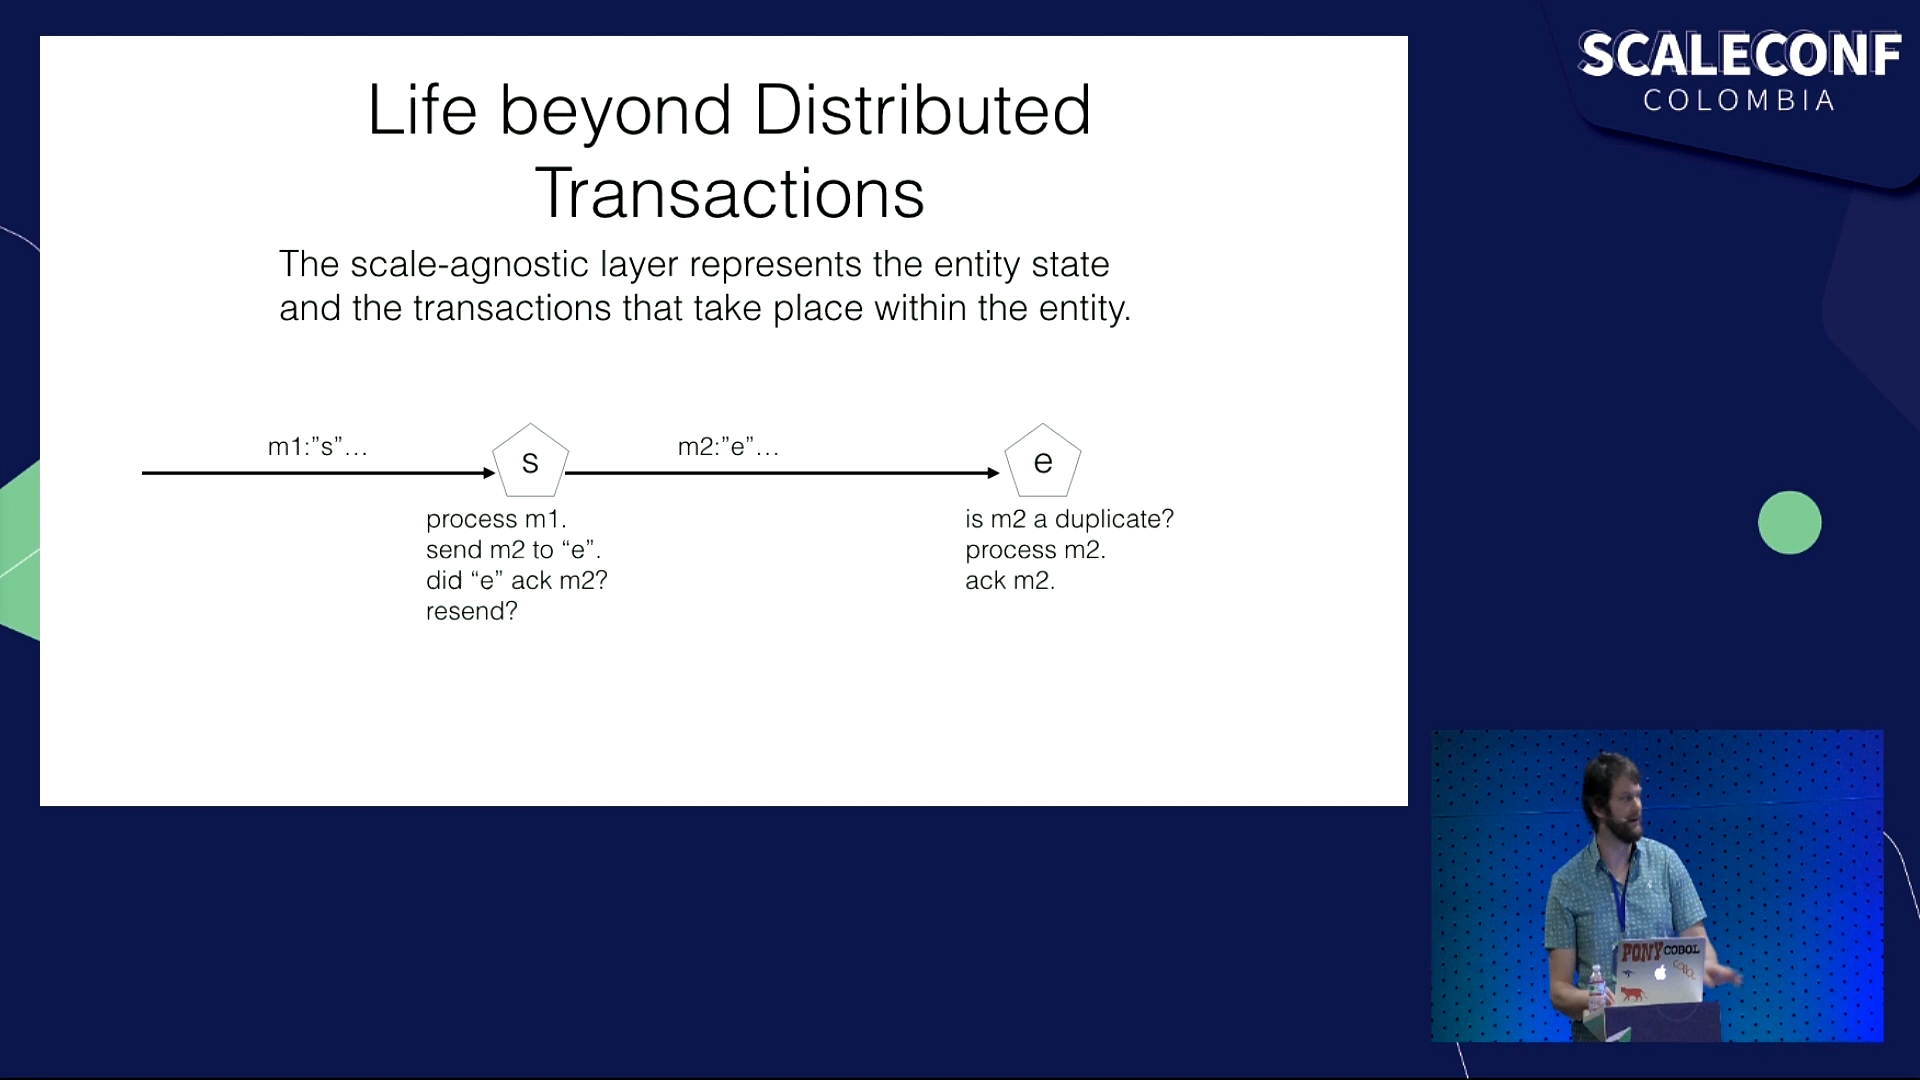 SCALECONF
COLOMBIA
Life beyond Distributed
Transactions
The scale-agnostic layer represents the entity state
and the transactions that take place within the entity.
m1:”s”…
s
m2:”e”…
e
process m1.
send m2 to “e”.
did “e” ack m2?
resend?
is m2 a duplicate?
process m2.
ack m2.
PONY COBOL
COBOL